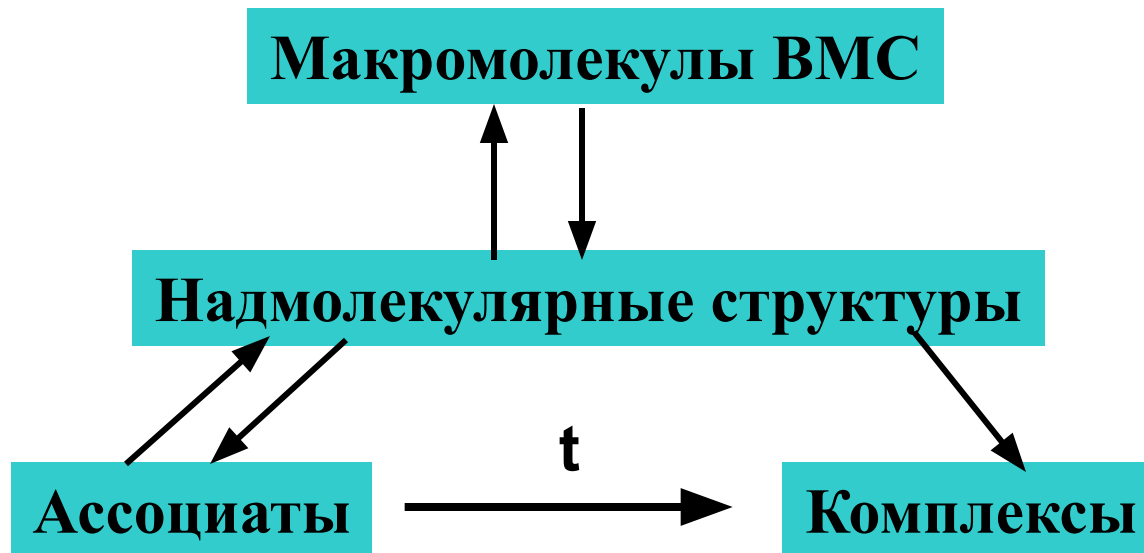 Макромолекулы ВМС
Надмолекулярные структуры
t
Ассоциаты
Комплексы